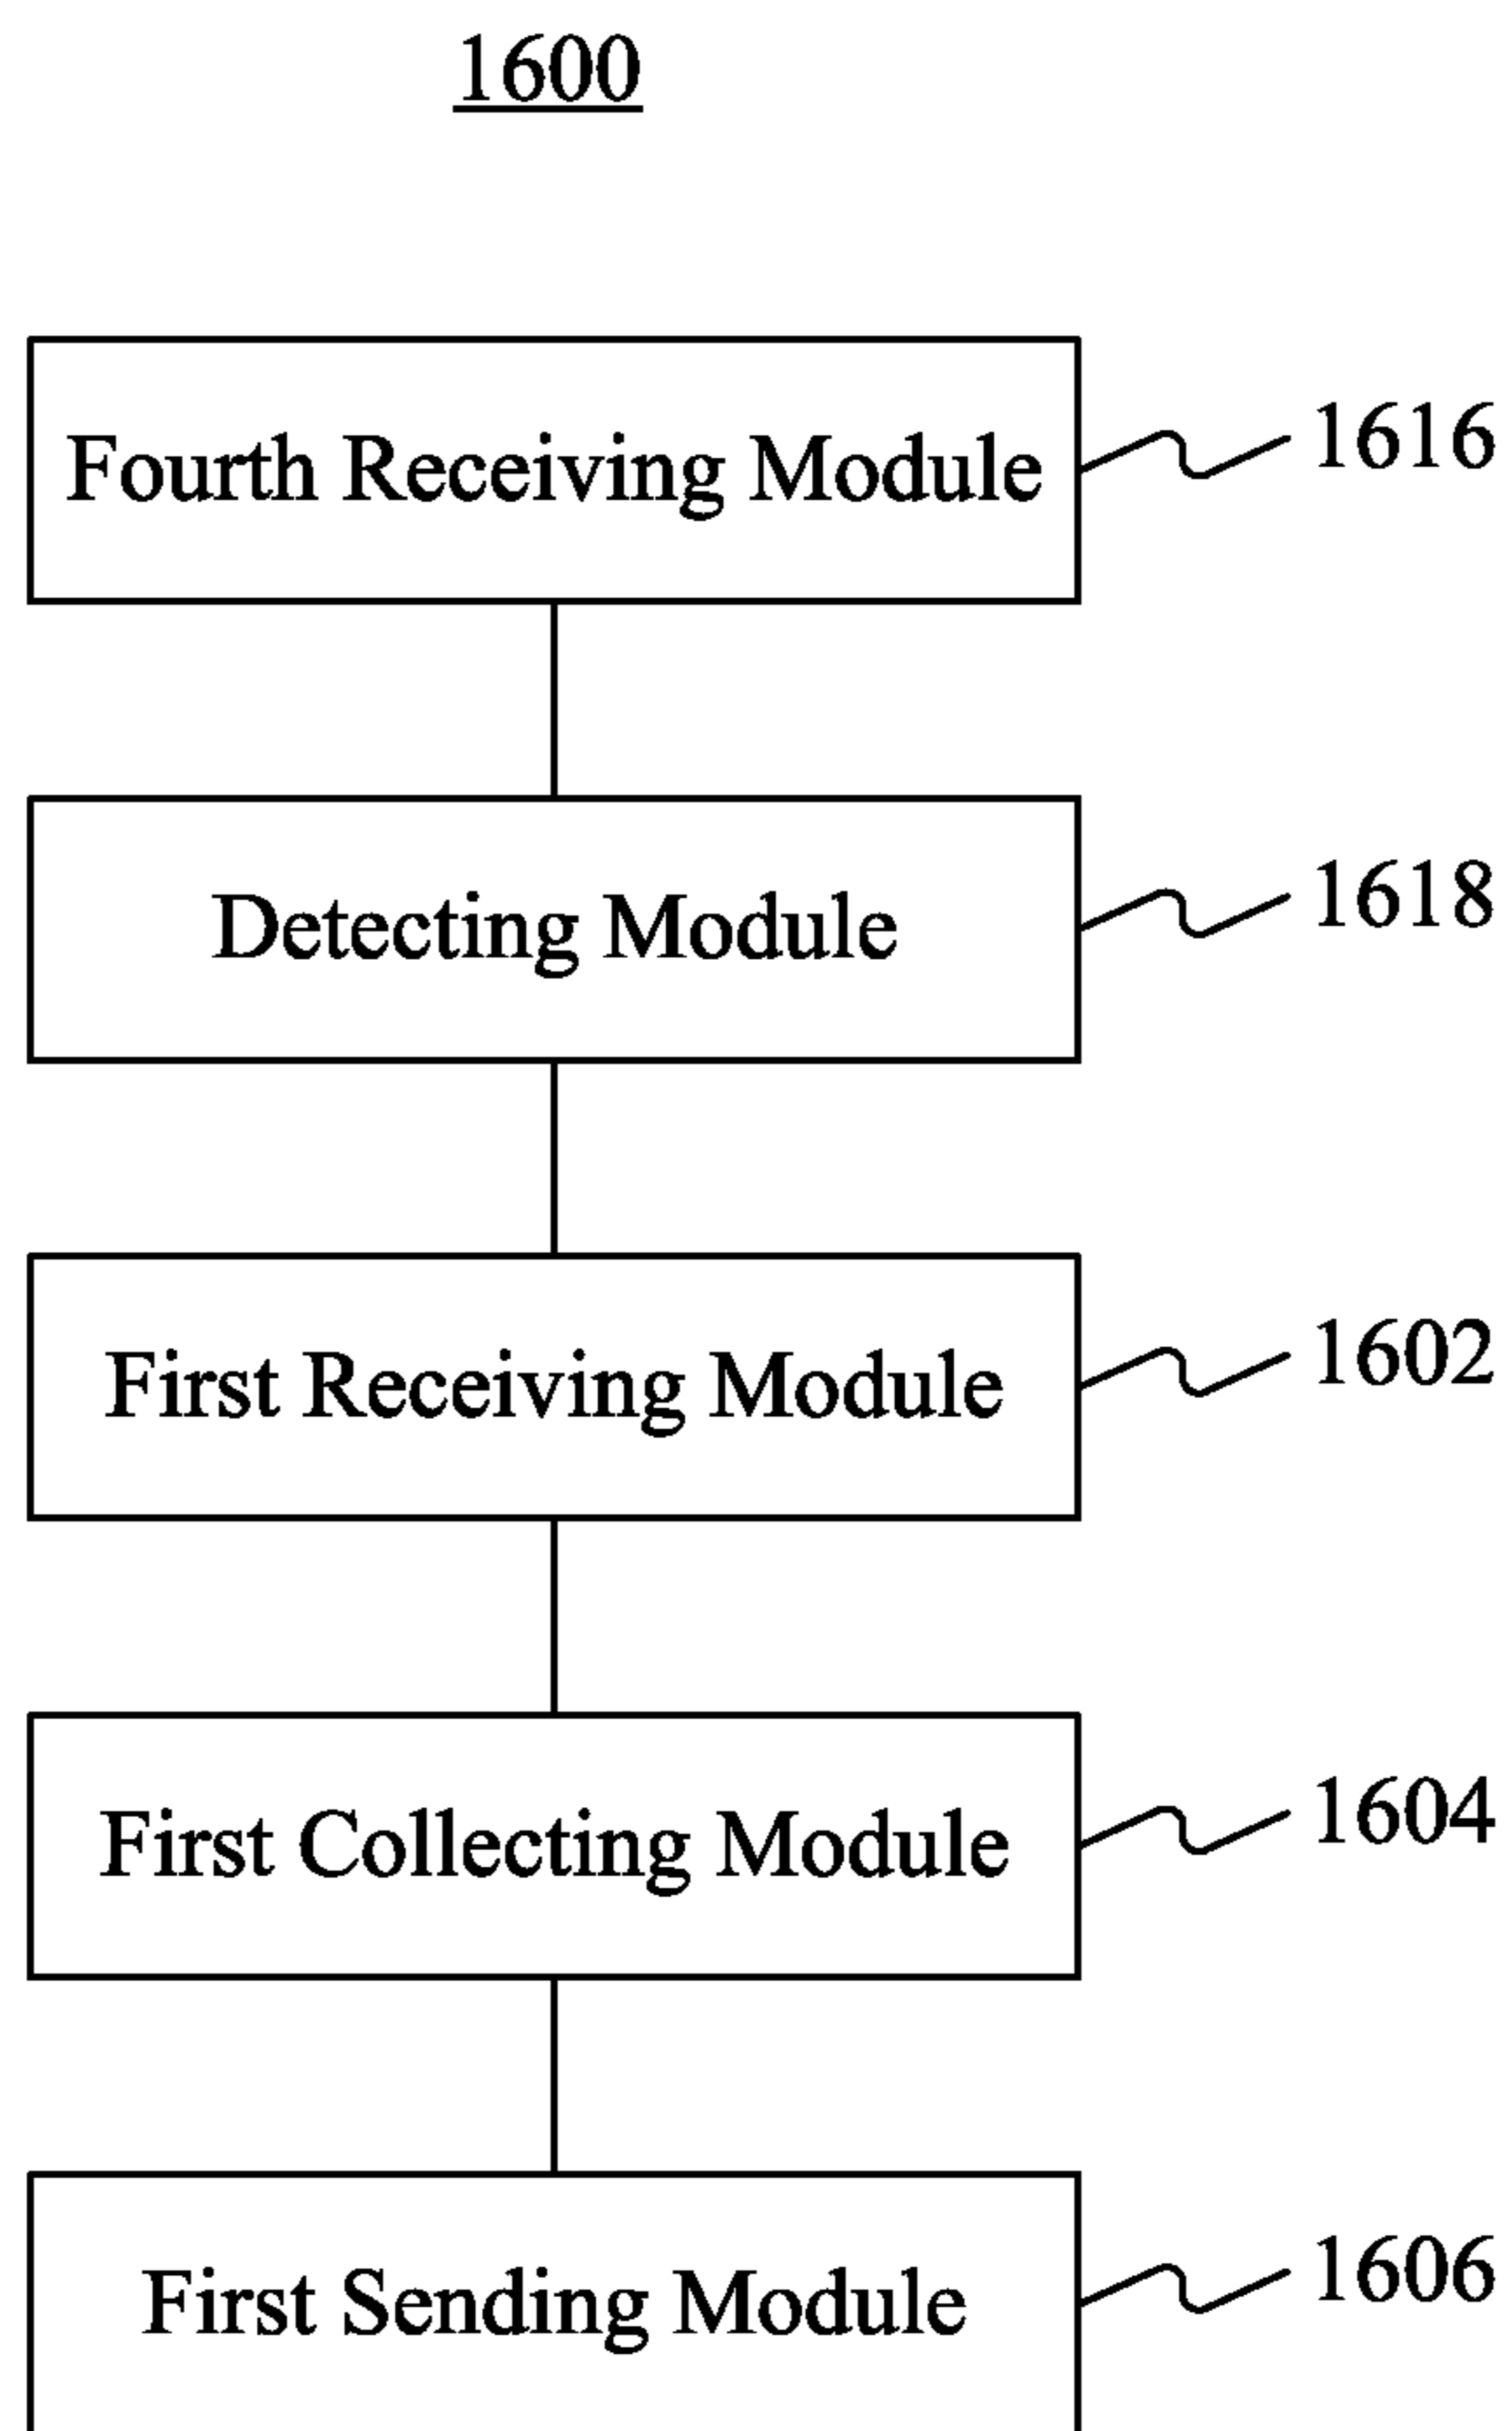 1600
Fourth Receiving Module
1616
Detecting Module
1618
First Receiving Module
1602
First Collecting Module
1604
First Sending Module
1606